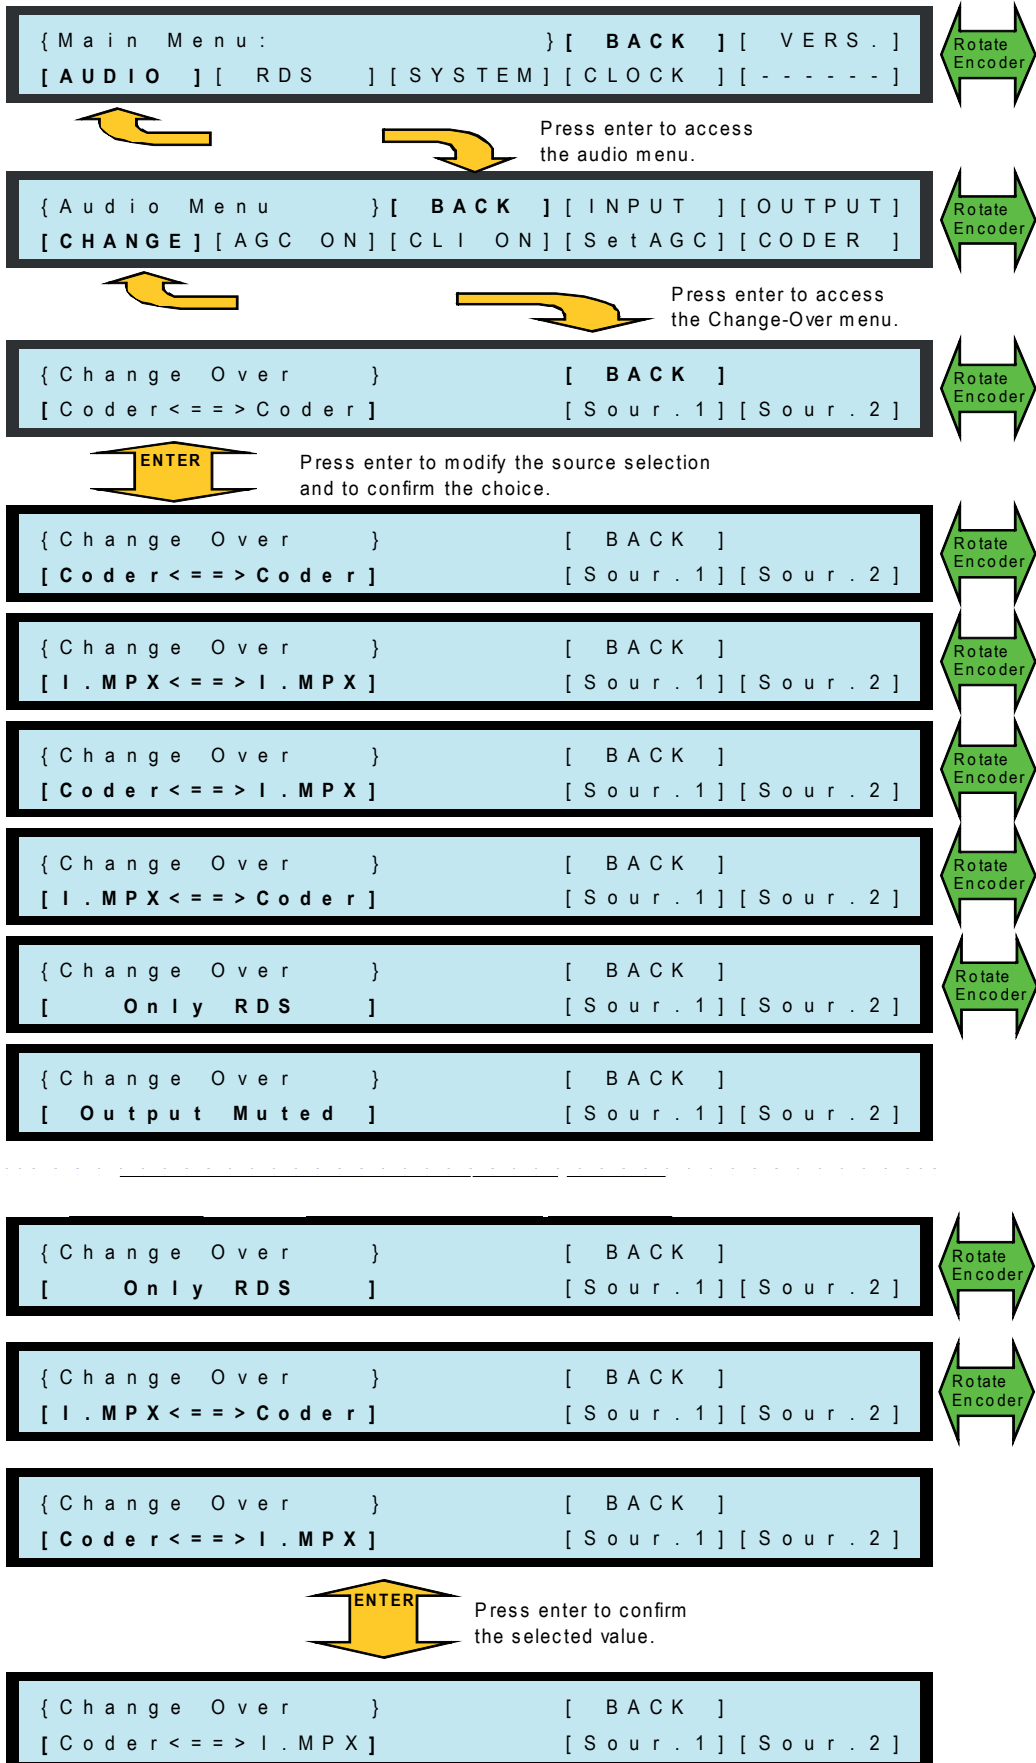 {Main Menu: }[ BACK ][ VERS.]
[AUDIO ][ RDS ][SYSTEM][CLOCK ][------]
Rotate
Encoder
Press enter to access
the audio menu.
{Audio Menu }[ BACK ][INPUT ][OUTPUT]
[CHANGE][AGC ON][CLI ON][SetAGC][CODER ]
Rotate
Encoder
Press enter to access
the Change-Over menu.
{Change Over } [ BACK ]
[Coder<==>Coder] [Sour.1][Sour.2]
Rotate
Encoder
ENTER
Press enter to modify the source selection
and to confirm the choice.
{Change Over } [ BACK ]
[Coder<==>Coder] [Sour.1][Sour.2]
Rotate
Encoder
{Change Over } [ BACK ]
[I.MPX<==>I.MPX] [Sour.1][Sour.2]
Rotate
Encoder
{Change Over } [ BACK ]
[Coder<==>I.MPX] [Sour.1][Sour.2]
Rotate
Encoder
{Change Over } [ BACK ]
[I.MPX<==>Coder] [Sour.1][Sour.2]
Rotate
Encoder
{Change Over } [ BACK ]
[ Only RDS ] [Sour.1][Sour.2]
Rotate
Encoder
{Change Over } [ BACK ]
[ Output Muted ] [Sour.1][Sour.2]
{Change Over } [ BACK ]
[ Only RDS ] [Sour.1][Sour.2]
Rotate
Encoder
{Change Over } [ BACK ]
[I.MPX<==>Coder] [Sour.1][Sour.2]
Rotate
Encoder
{Change Over } [ BACK ]
[Coder<==>I.MPX] [Sour.1][Sour.2]
ENTER
Press enter to confirm
the selected value.
{Change Over } [ BACK ]
[Coder<==>I.MPX] [Sour.1][Sour.2]